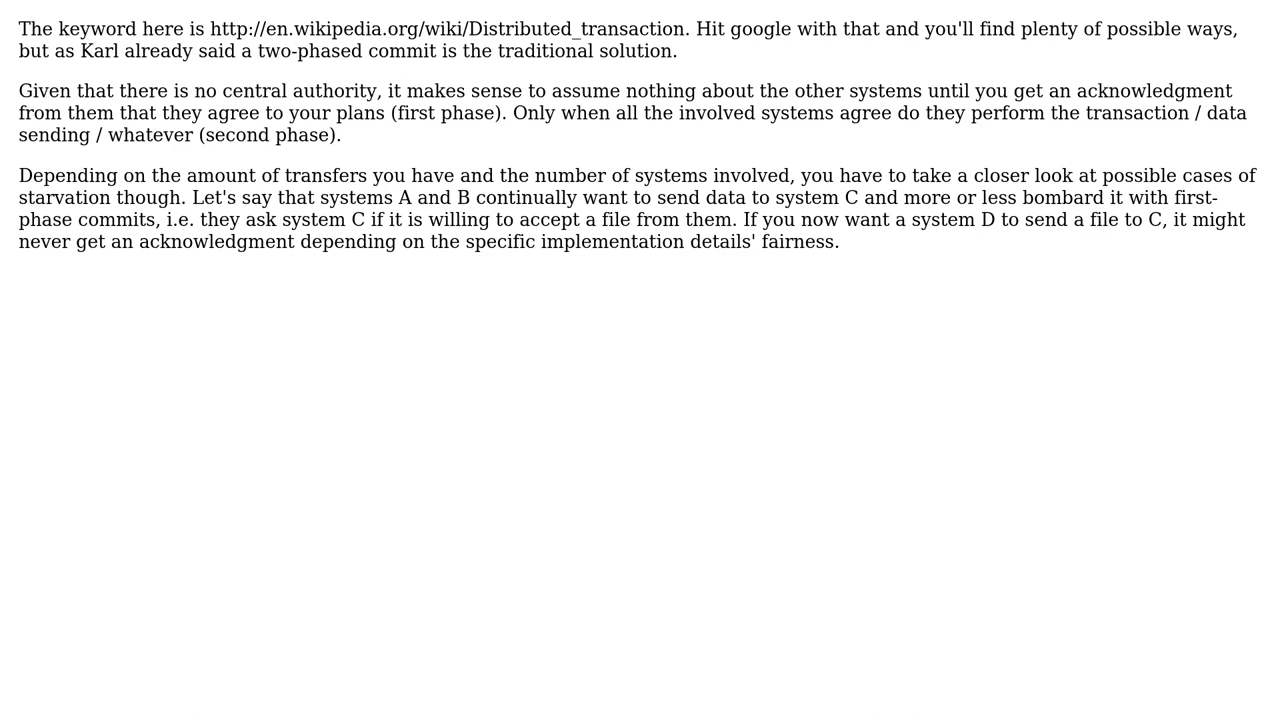 The keyword here is http://en.wikipedia.org/wiki/Distributed_transaction. Hit google with that and you'll find plenty of possible ways,
but as Karl already said a two-phased commit is the traditional solution.
Given that there is no central authority, it makes sense to assume nothing about the other systems until you get an acknowledgment
from them that they agree to your plans (first phase). Only when all the involved systems agree do they perform the transaction / data
sending / whatever (second phase).
Depending on the amount of transfers you have and the number of systems involved, you have to take a closer look at possible cases of
starvation though. Let's say that systems A and B continually want to send data to system C and more or less bombard it with first-
phase commits, i.e. they ask system C if it is willing to accept a file from them. If you now want a system D to send a file to C, it might
never get an acknowledgment depending on the specific implementation details' fairness.